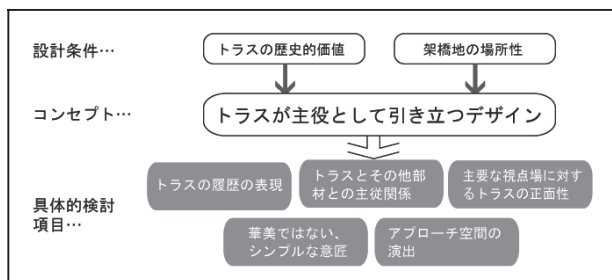 設計条件…
トラスの歴史的価値
架橋地の場所性
コンセプト…
トラスが主役として引き立つデザイン
具体的検討
項目…
トラスの履歴の表現
トラスとその他部
材との主従関係
主要な視点場に対す
るトラスの正面性
華美ではない、
シンプルな意匠
アプローチ空間の
演出